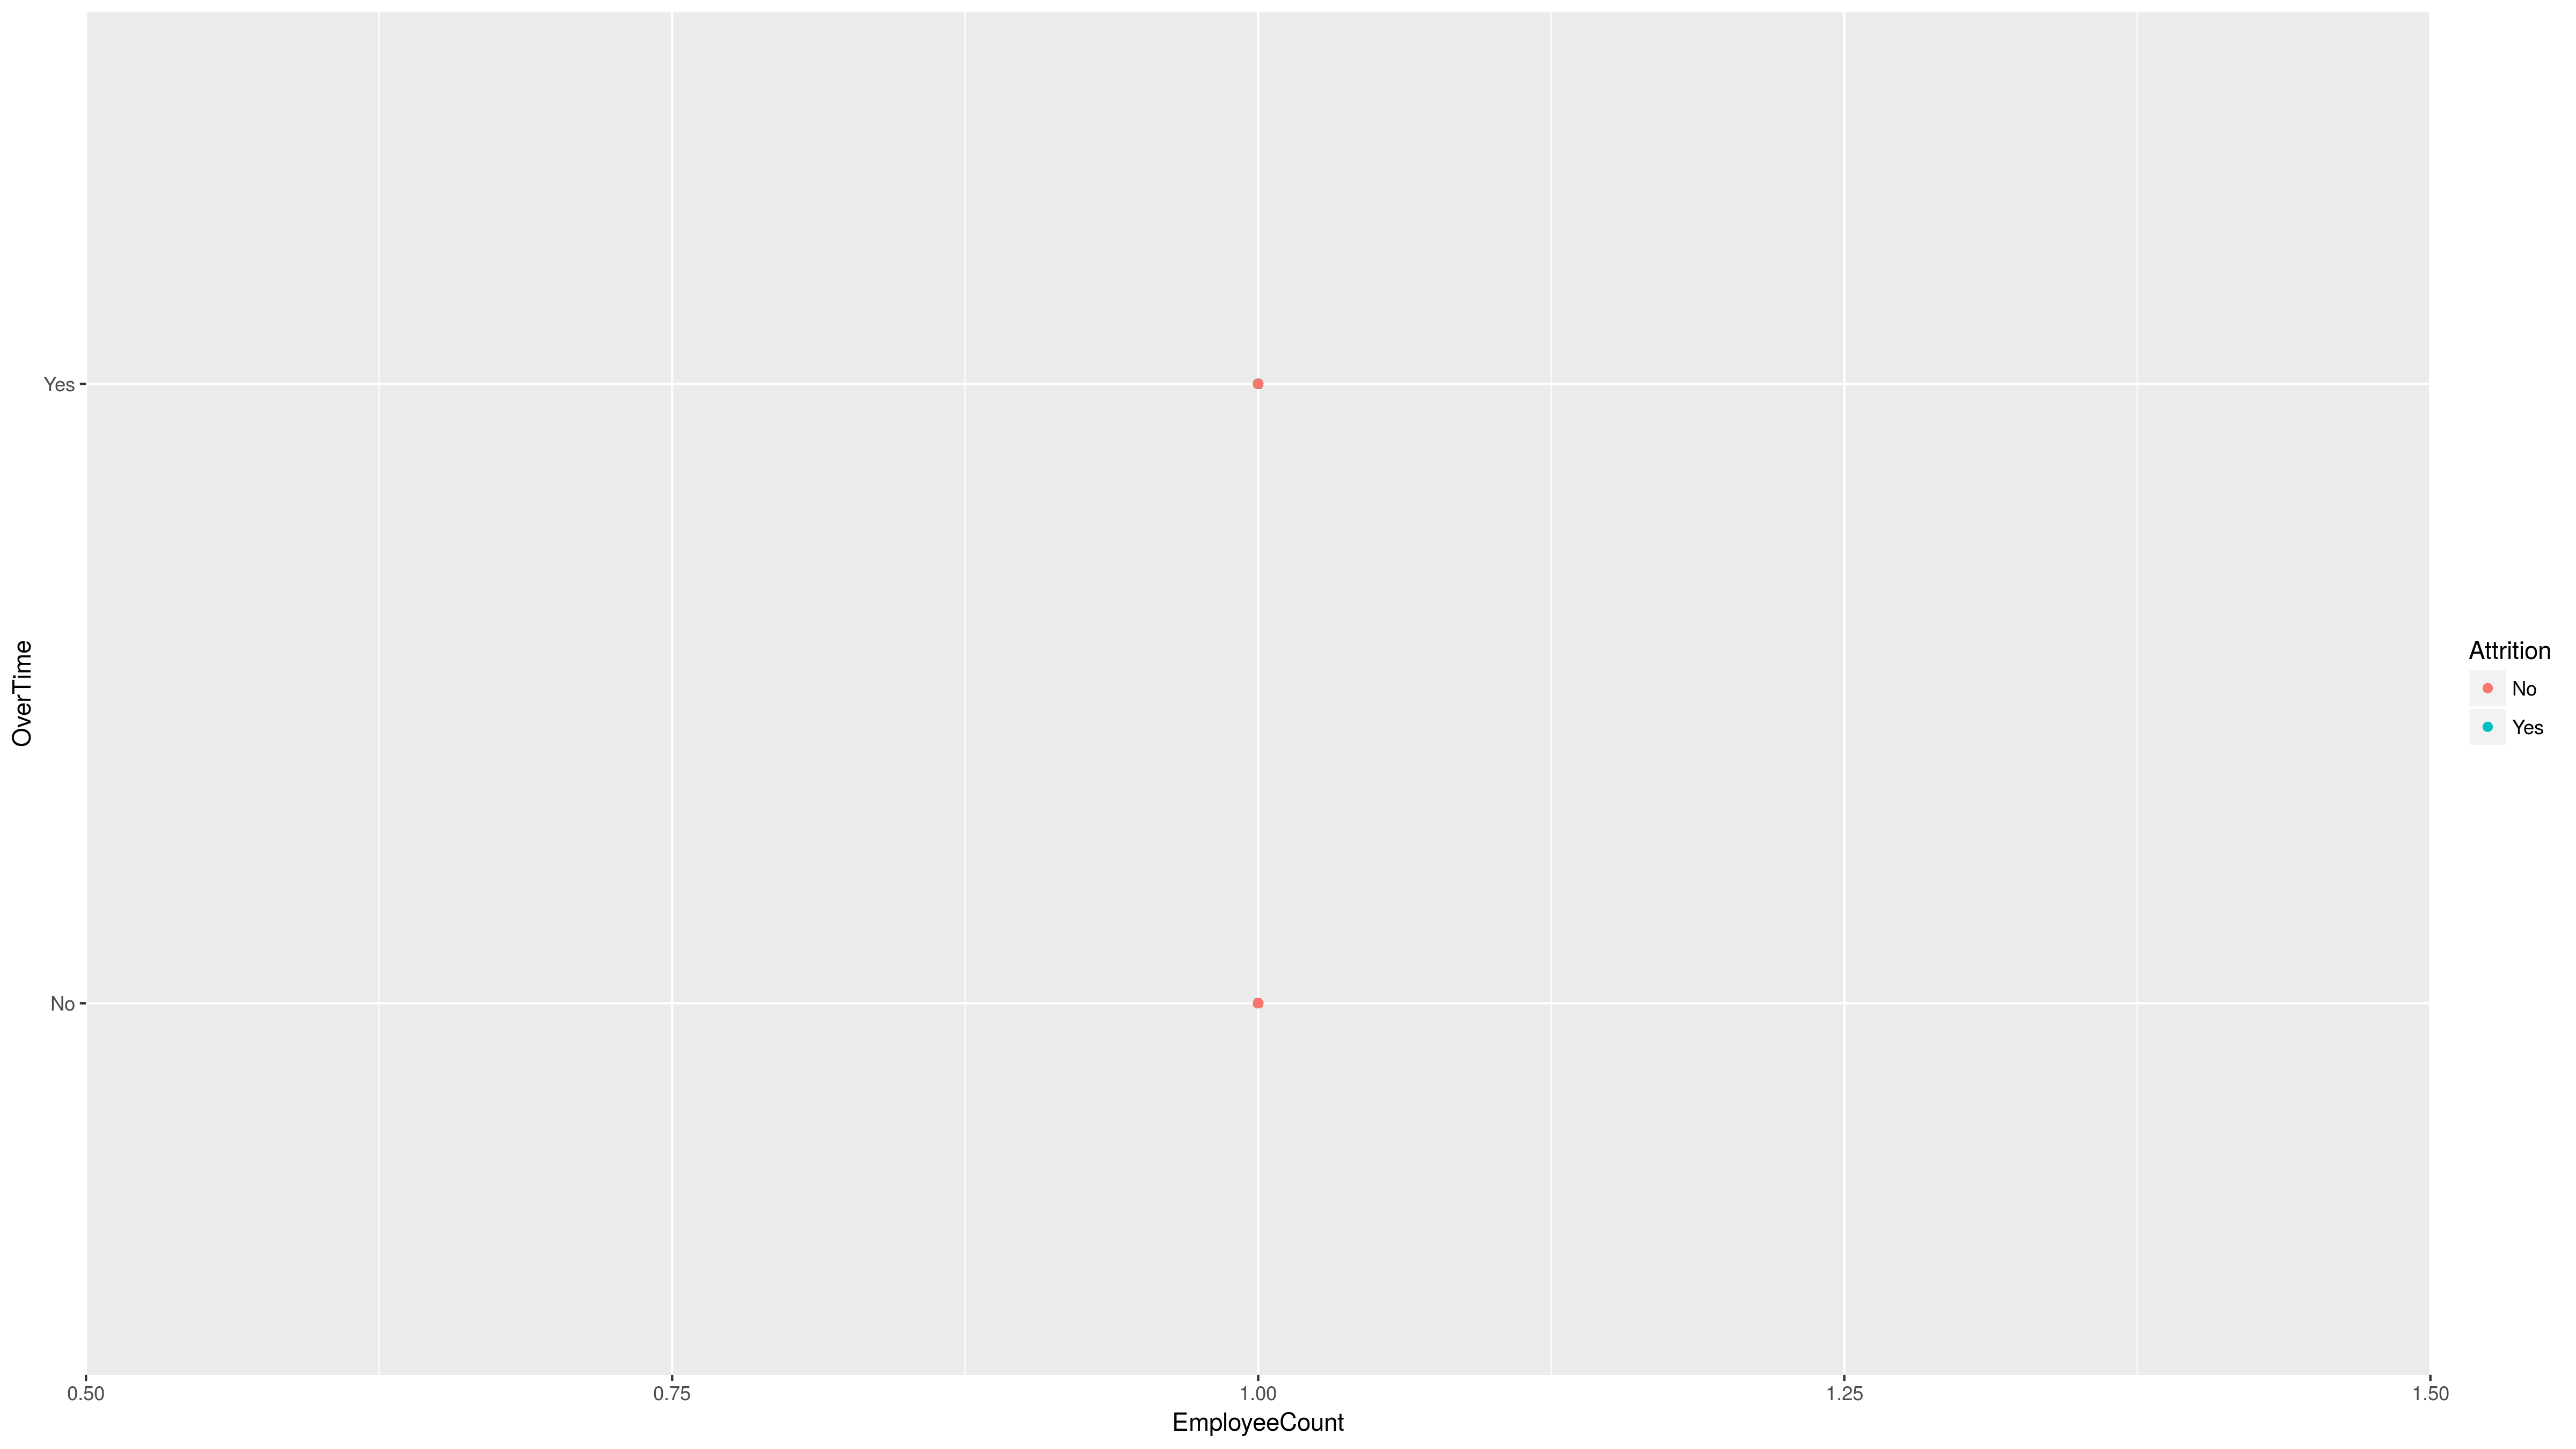 OverTime
Yes
No
0.50 0.75 1.00 1.25 1.50
EmployeeCount
Attrition
No
Yes